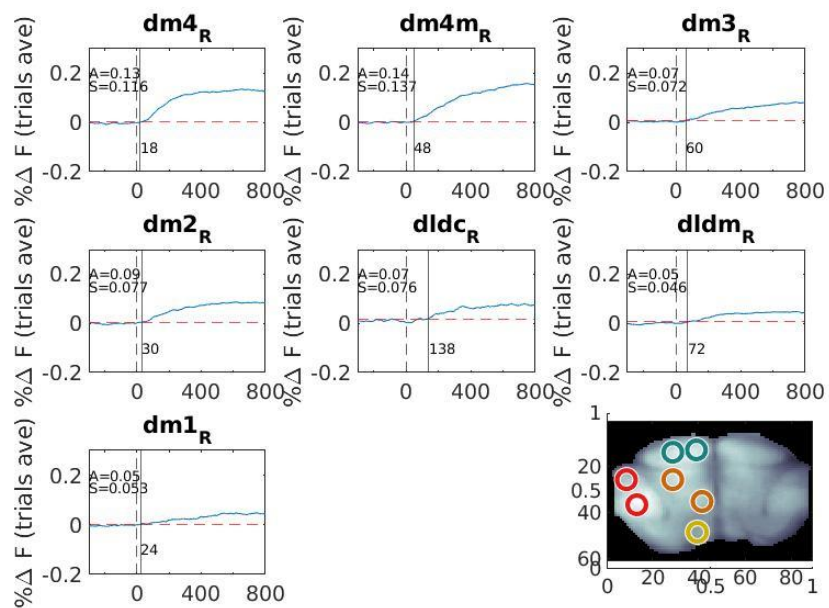 dm4R
%Δ F (trials ave)
0.2
0
-0.2
A=0.13
S=0.116
18
0 400 800
dm4mR
%Δ F (trials ave)
0.2
0
-0.2
A=0.14
S=0.137
48
0 400 800
dm3R
%Δ F (trials ave)
0.2
0
-0.2
A=0.07
S=0.072
60
0 400 800
dm2R
%Δ F (trials ave)
0.2
0
-0.2
A=0.09
S=0.077
30
0 400 800
dldcR
%Δ F (trials ave)
0.2
0
-0.2
A=0.07
S=0.076
138
0 400 800
dldmR
%Δ F (trials ave)
0.2
0
-0.2
A=0.05
S=0.046
72
0 400 800
dm1R
%Δ F (trials ave)
0.2
0
-0.2
A=0.05
S=0.053
24
0 400 800
1
20
0.5
40
60
0
0 20 40 60 80
0.5 1